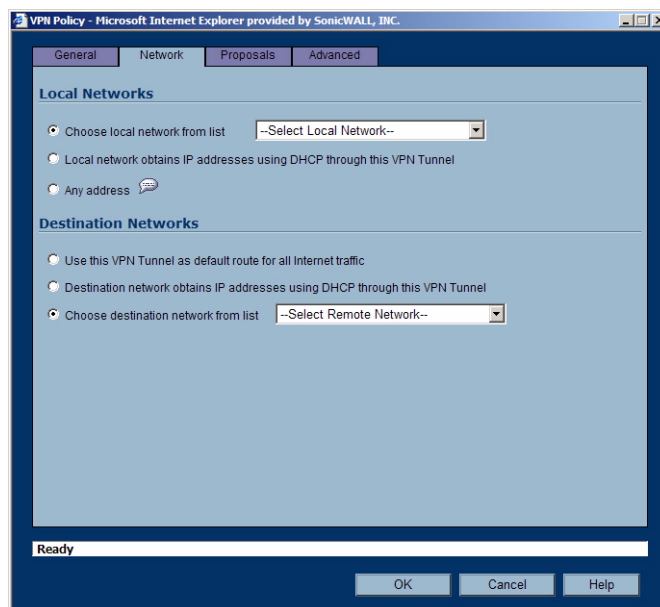 VPN Policy - Microsoft Internet Explorer provided by SonicWALL, INC.
General Network Proposals Advanced
Local Networks
Choose local network from list --Select Local Network--
Local network obtains IP addresses using DHCP through this VPN Tunnel
Any address
Destination Networks
Use this VPN Tunnel as default route for all Internet traffic
Destination network obtains IP addresses using DHCP through this VPN Tunnel
Choose destination network from list --Select Remote Network--
Ready
OK Cancel Help